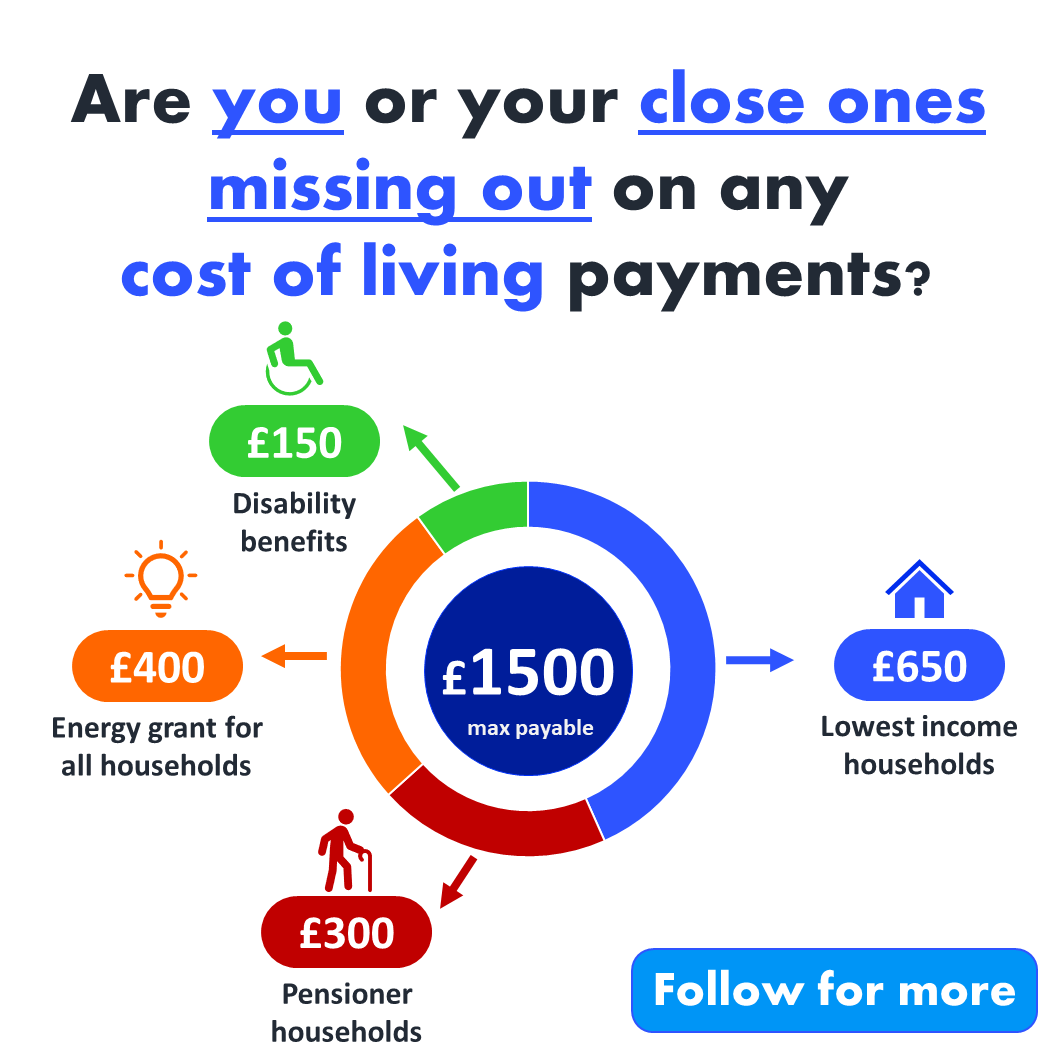 Are you or your close ones
missing out on any
cost of living payments?
£150
Disability
benefits
£400
Energy grant for
all households
£1500
max payable
£650
Lowest income
households
£300
Pensioner
households
Follow for more